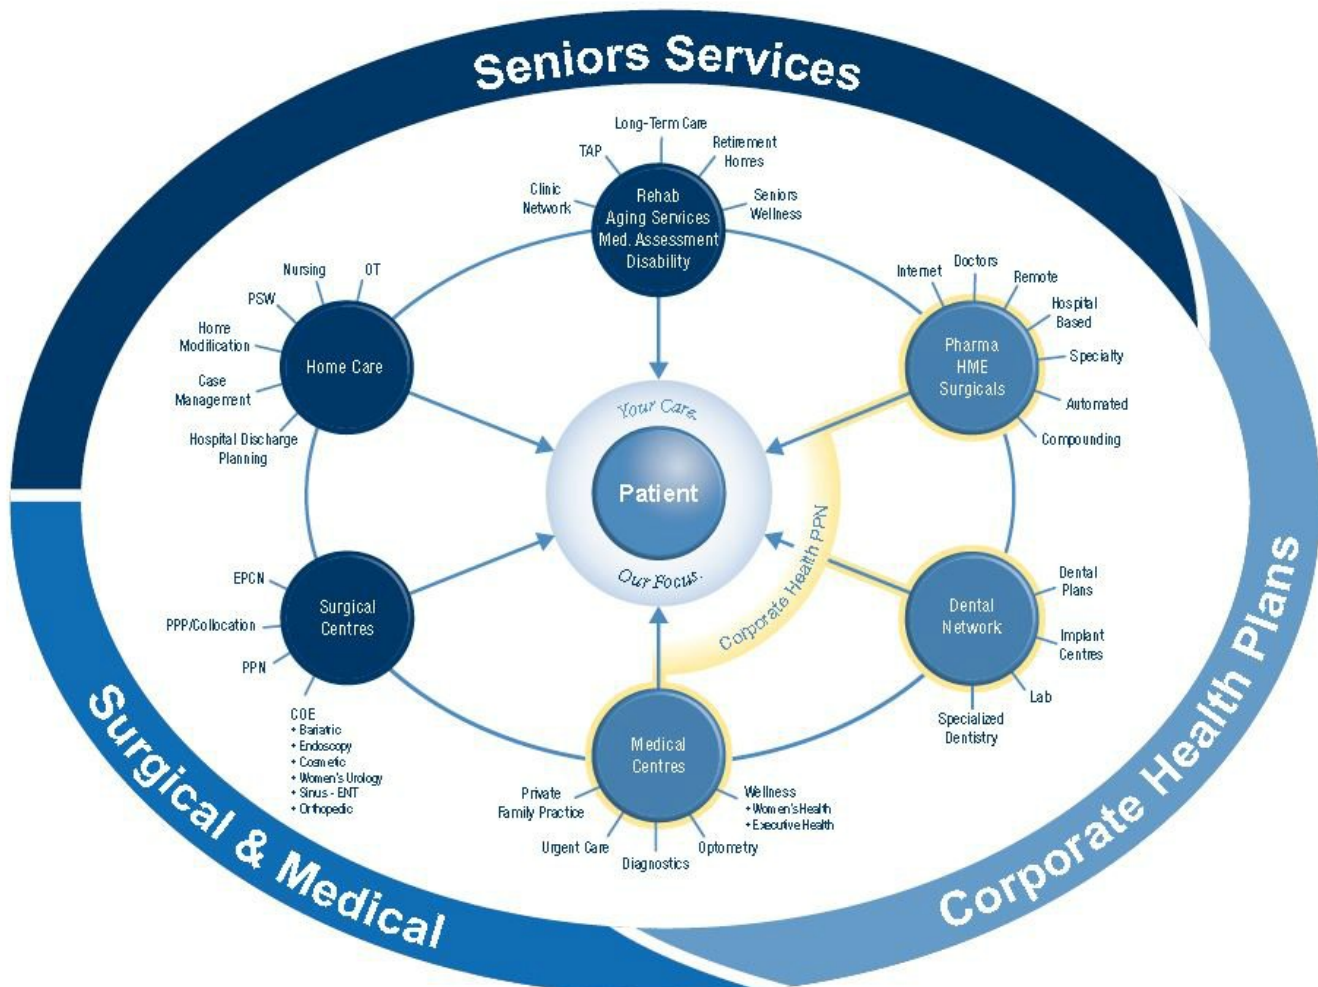 Seniors Services
Long-Term Care
TAP
Retirement
Homes
Clinic
Network
Seniors
Wellness
Rehab
Aging Services
Med. Assessment
Disability
Nursing
OT
PSW
Home
Modification
Case
Management
Hospital Discharge
Planning
Home Care
Internet
Doctors
Remote
Hospital
Based
Specialty
Automated
Compounding
Pharma
HME
Surgicals
Your Care.
Patient
Our Focus.
Corporate Health PPN
EPCN
PPP/Collocation
PPN
COE
+ Bariatric
+ Endoscopy
+ Cosmetic
+ Women's Urology
+ Sinus - ENT
+ Orthopedic
Surgical
Centres
Dental
Plans
Implant
Centres
Lab
Specialized
Dentistry
Dental
Network
Medical
Centres
Private
Family Practice
Urgent Care
Diagnostics
Optometry
Wellness
+ Women's Health
+ Executive Health
Surgical & Medical
Corporate Health Plans